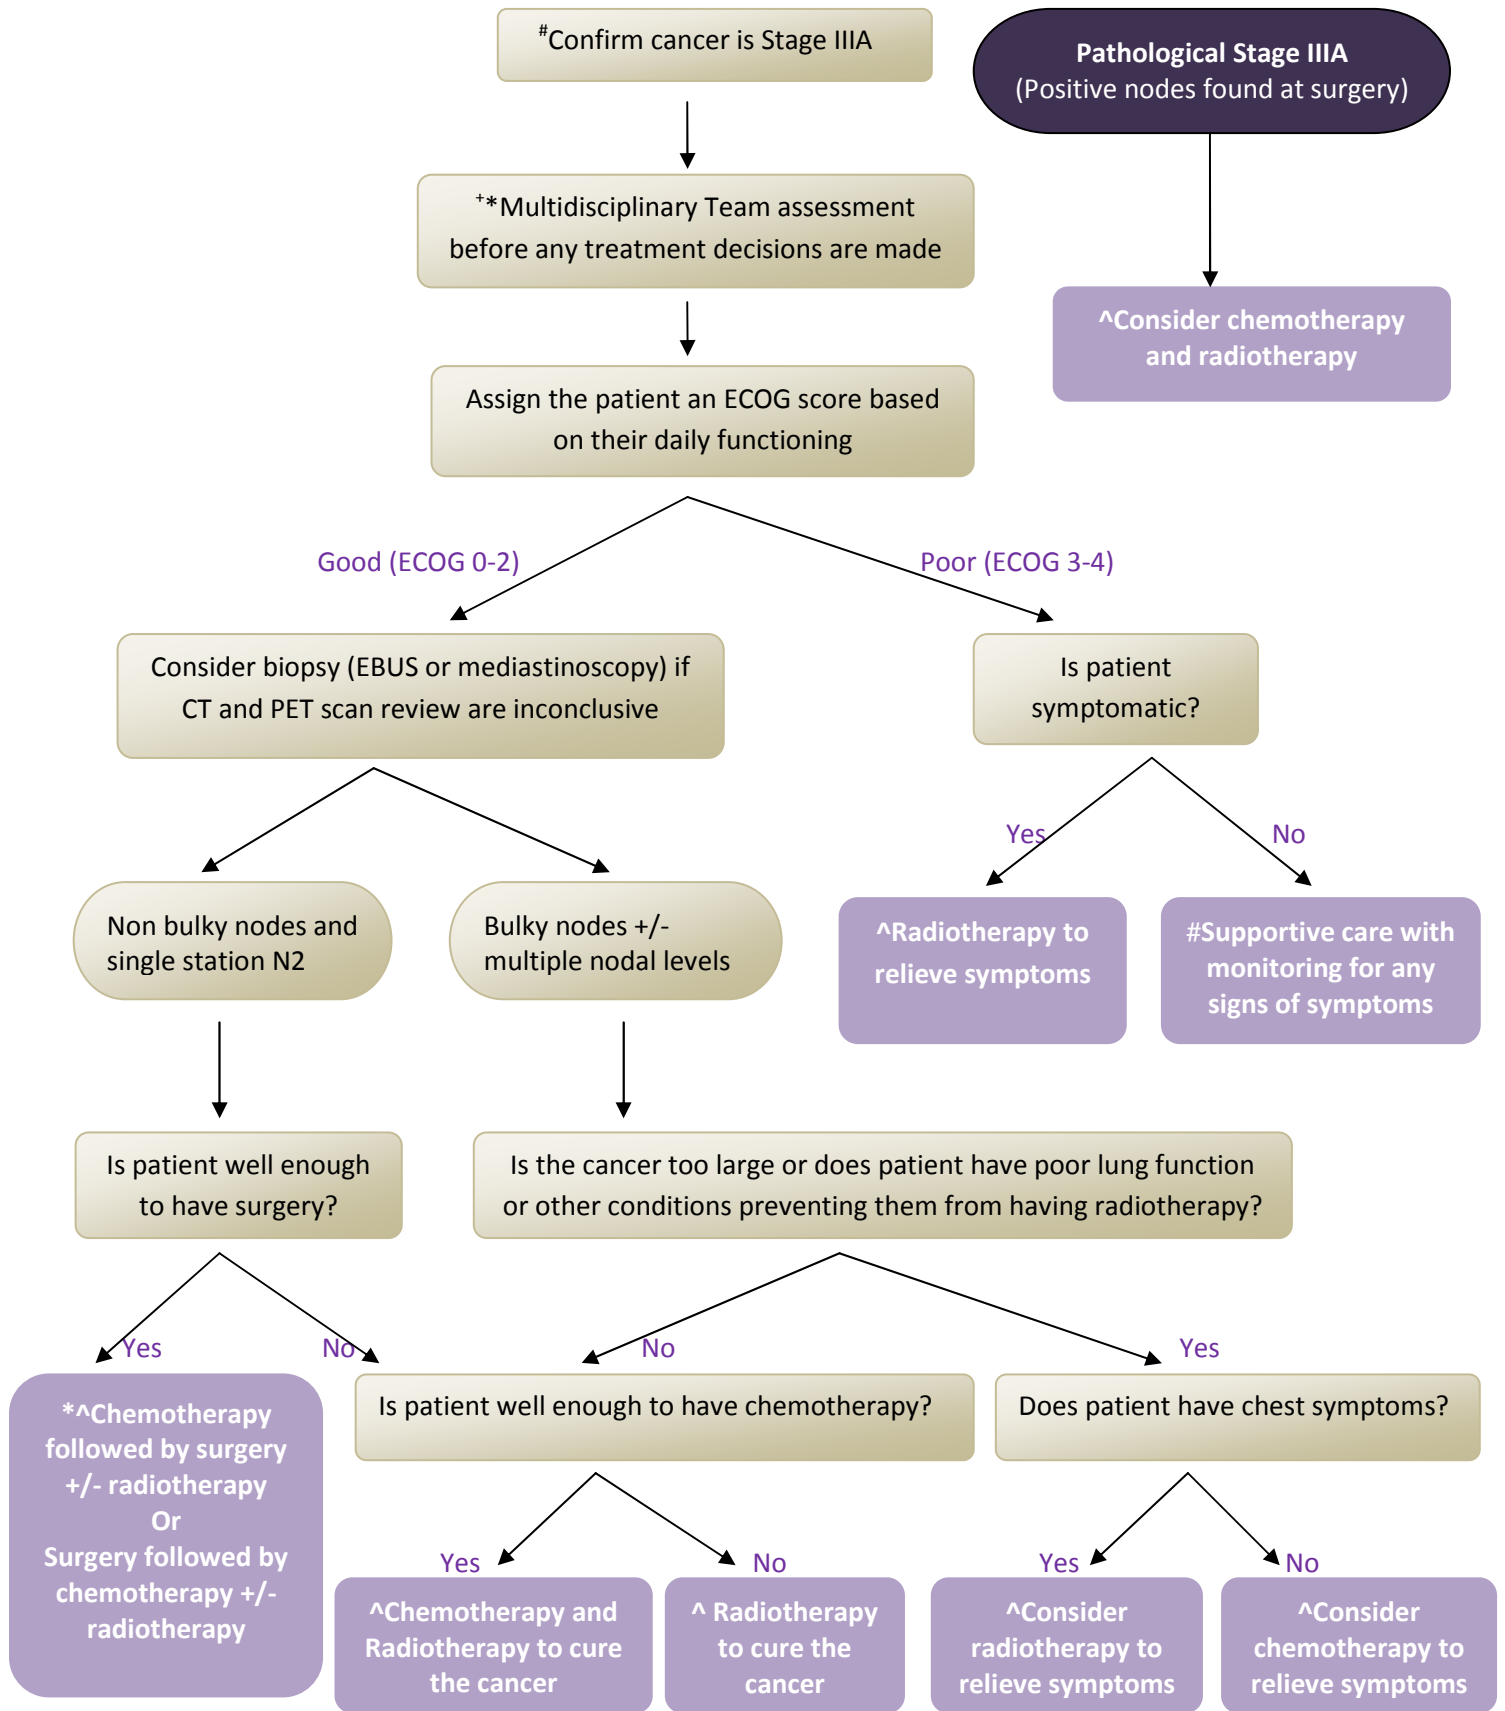 #Confirm cancer is Stage IIIA
Pathological Stage IIIA
(Positive nodes found at surgery)
+*Multidisciplinary Team assessment
before any treatment decisions are made
^Consider chemotherapy
and radiotherapy
Assign the patient an ECOG score based
on their daily functioning
Good (ECOG 0-2)
Poor (ECOG 3-4)
Consider biopsy (EBUS or mediastinoscopy) if
CT and PET scan review are inconclusive
Is patient
symptomatic?
Yes
No
Non bulky nodes and
single station N2
Bulky nodes +/-
multiple nodal levels
^Radiotherapy to
relieve symptoms
#Supportive care with
monitoring for any
signs of symptoms
Is patient well enough
to have surgery?
Is the cancer too large or does patient have poor lung function
or other conditions preventing them from having radiotherapy?
Yes
No
No
Yes
*^Chemotherapy
followed by surgery
+/- radiotherapy
Or
Surgery followed by
chemotherapy +/-
radiotherapy
Is patient well enough to have chemotherapy?
Does patient have chest symptoms?
Yes
No
Yes
No
^Chemotherapy and
Radiotherapy to cure
the cancer
^ Radiotherapy
to cure the
cancer
^Consider
radiotherapy to
relieve symptoms
^Consider
chemotherapy to
relieve symptoms